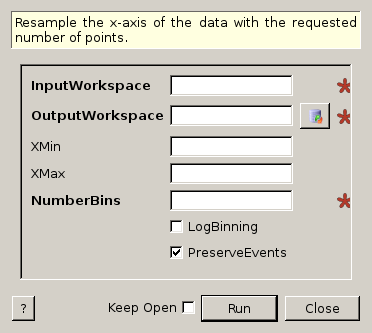 Resample the x-axis of the data with the requested
number of points.
InputWorkspace
OutputWorkspace
XMin
XMax
NumberBins
LogBinning
PreserveEvents
? Keep Open Run Close